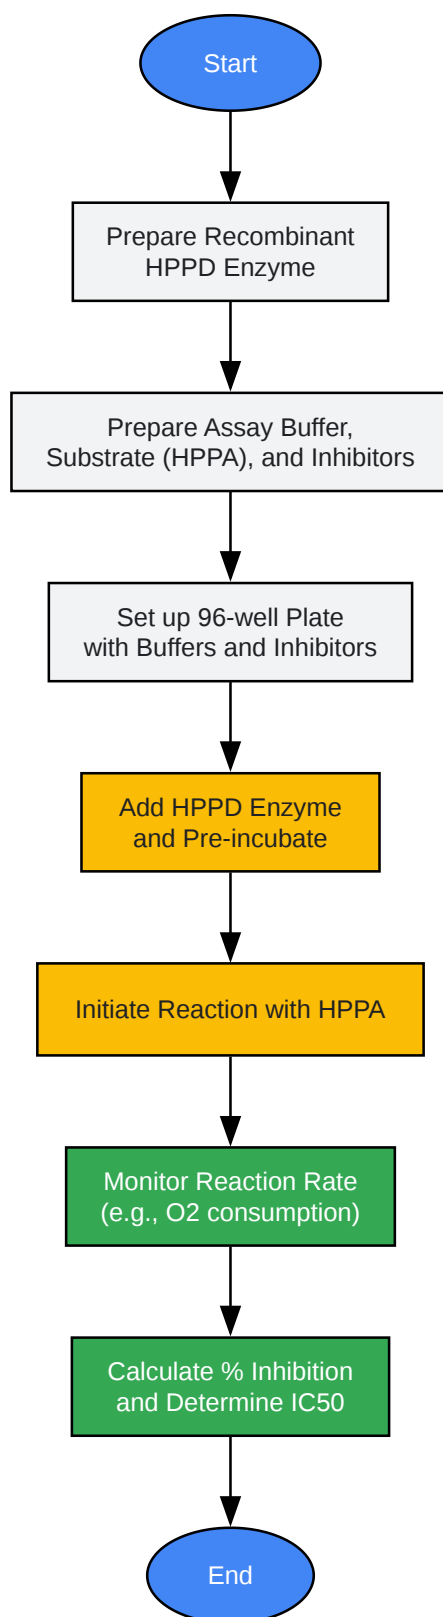 Start
Prepare Recombinant
HPPD Enzyme
Prepare Assay Buffer,
Substrate (HPPA), and Inhibitors
Set up 96-well Plate
with Buffers and Inhibitors
Add HPPD Enzyme
and Pre-incubate
Initiate Reaction with HPPA
Monitor Reaction Rate
(e.g., O2 consumption)
Calculate % Inhibition
and Determine IC50
End